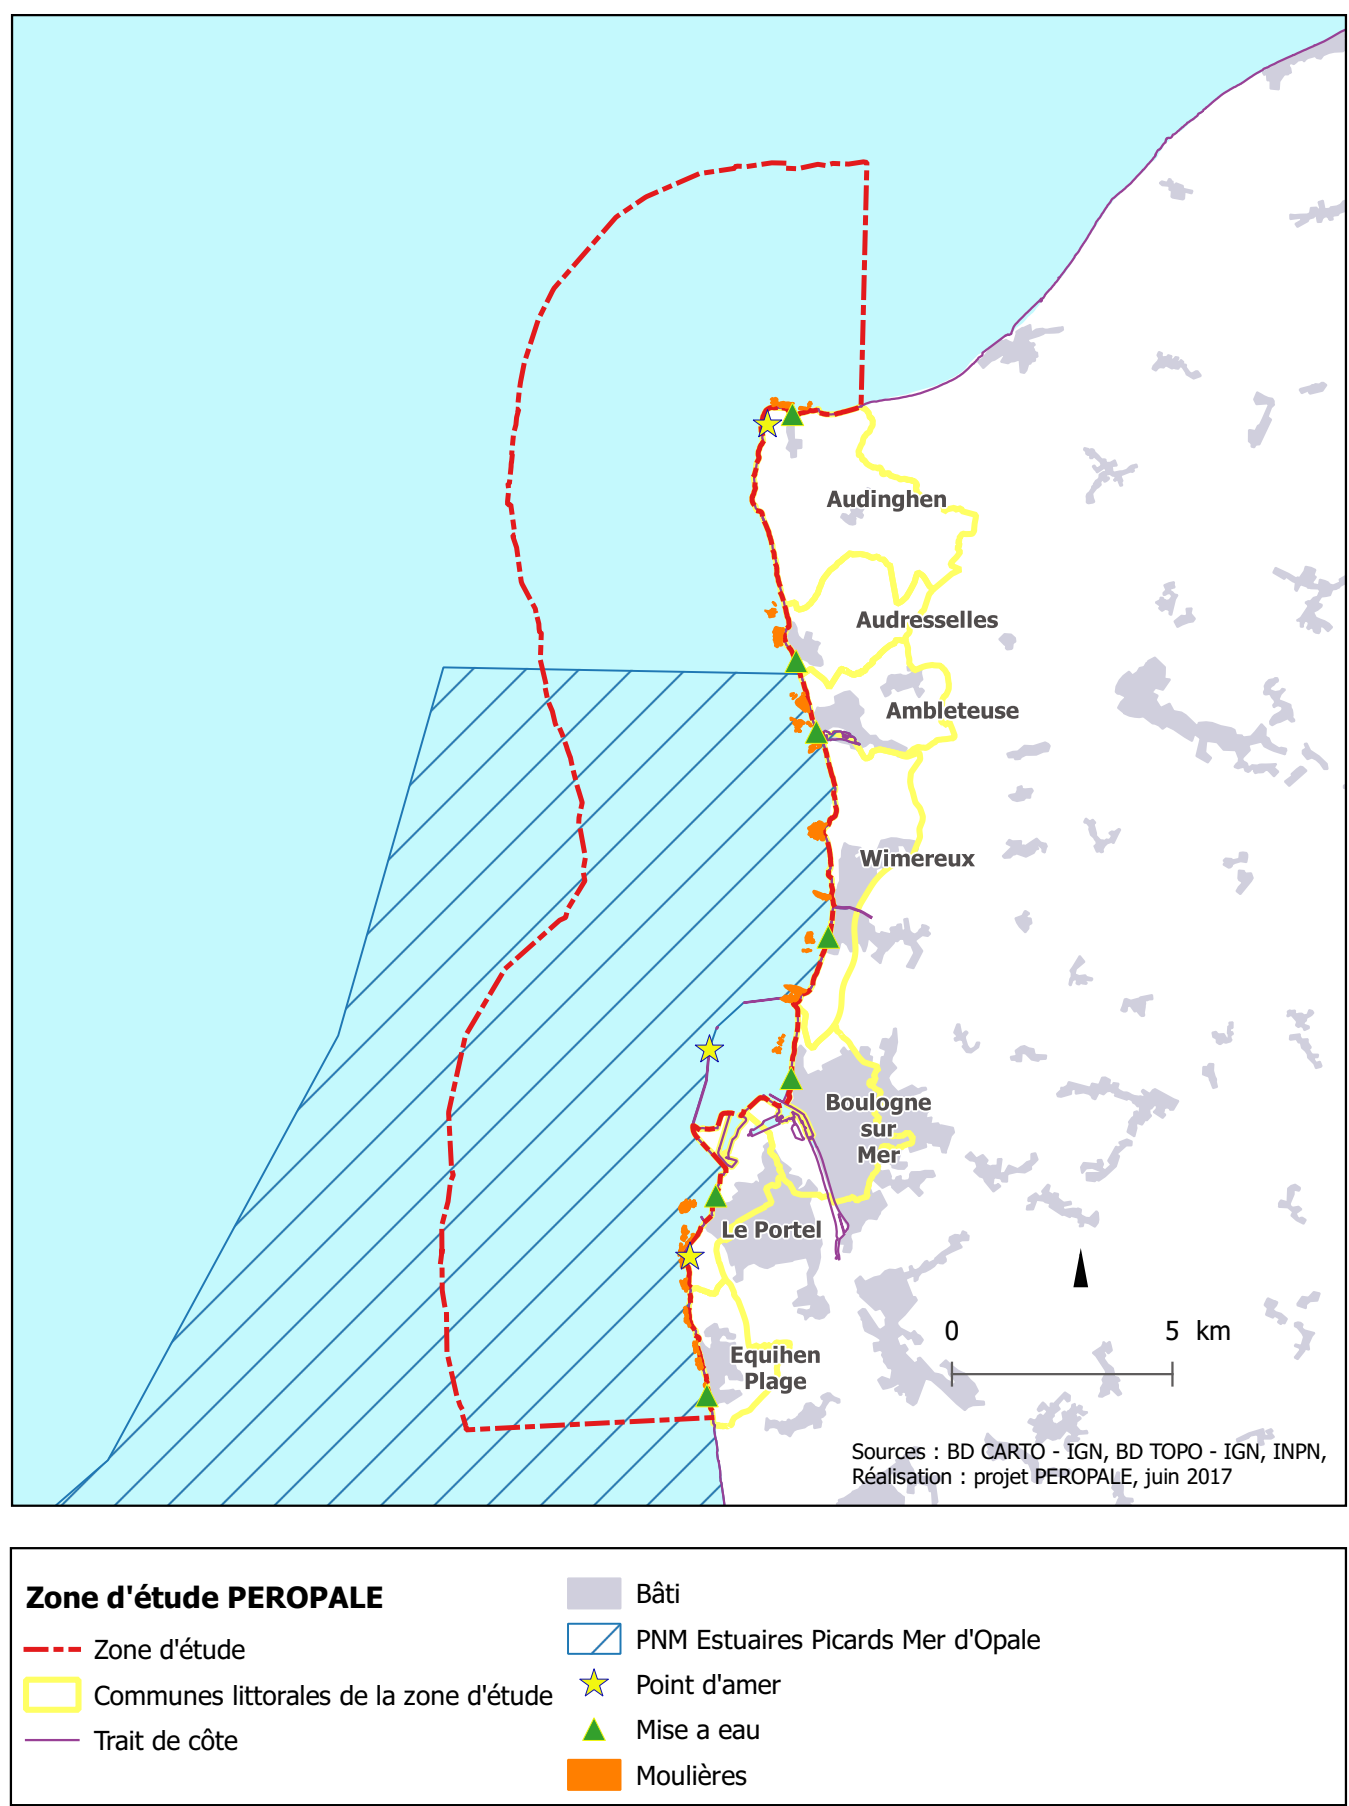 Audinghen
Audresselles
Ambleteuse
Wimereux
Boulogne
sur
Mer
Le Portel
Equihen
Plage
0 5 km
Sources : BD CARTO - IGN, BD TOPO - IGN, INPN,
Réalisation : projet PEROPALE, juin 2017
Zone d'étude PEROPALE
Zone d'étude
Communes littorales de la zone d'étude
Trait de côte
Bâti
PNM Estuaires Picards Mer d'Opale
Point d'amer
Mise a eau
Moulières